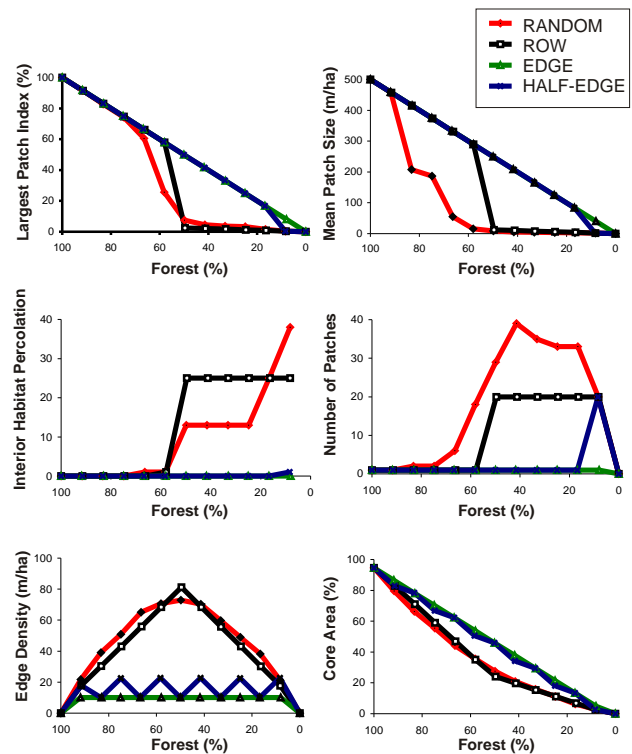 RANDOM
ROW
EDGE
HALF-EDGE
Largest Patch Index (%)
100
80
60
40
20
0
100 80 60 40 20 0
Forest (%)
Mean Patch Size (m/ha)
500
400
300
200
100
0
100 80 60 40 20 0
Forest (%)
Interior Habitat Percolation
40
30
20
10
0
100 80 60 40 20 0
Forest (%)
Number of Patches
40
30
20
10
0
100 80 60 40 20 0
Forest (%)
Edge Density (m/ha)
100
80
60
40
20
0
100 80 60 40 20 0
Forest (%)
Core Area (%)
100
80
60
40
20
0
100 80 60 40 20 0
Forest (%)